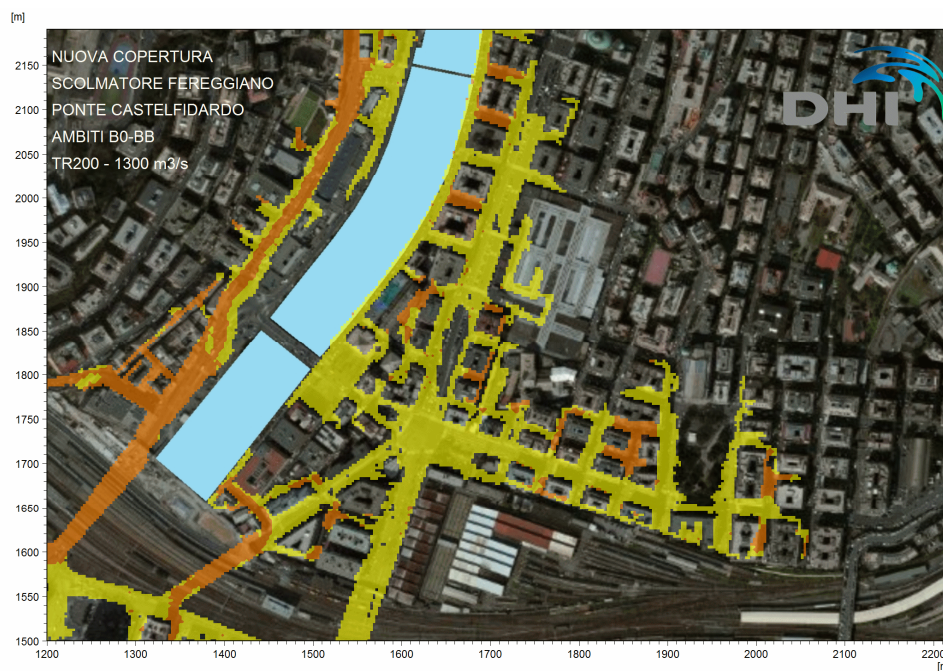 [m]
NUOVA COPERTURA
SCOLMATORE FEREGGIANO
PONTE CASTELFIDARDO
AMBITI B0-BB
TR200 - 1300 m3/s
DHI
2150
2100
2050
2000
1950
1900
1850
1800
1750
1700
1650
1600
1550
1500
1200 1300 1400 1500 1600 1700 1800 1900 2000 2100 2200